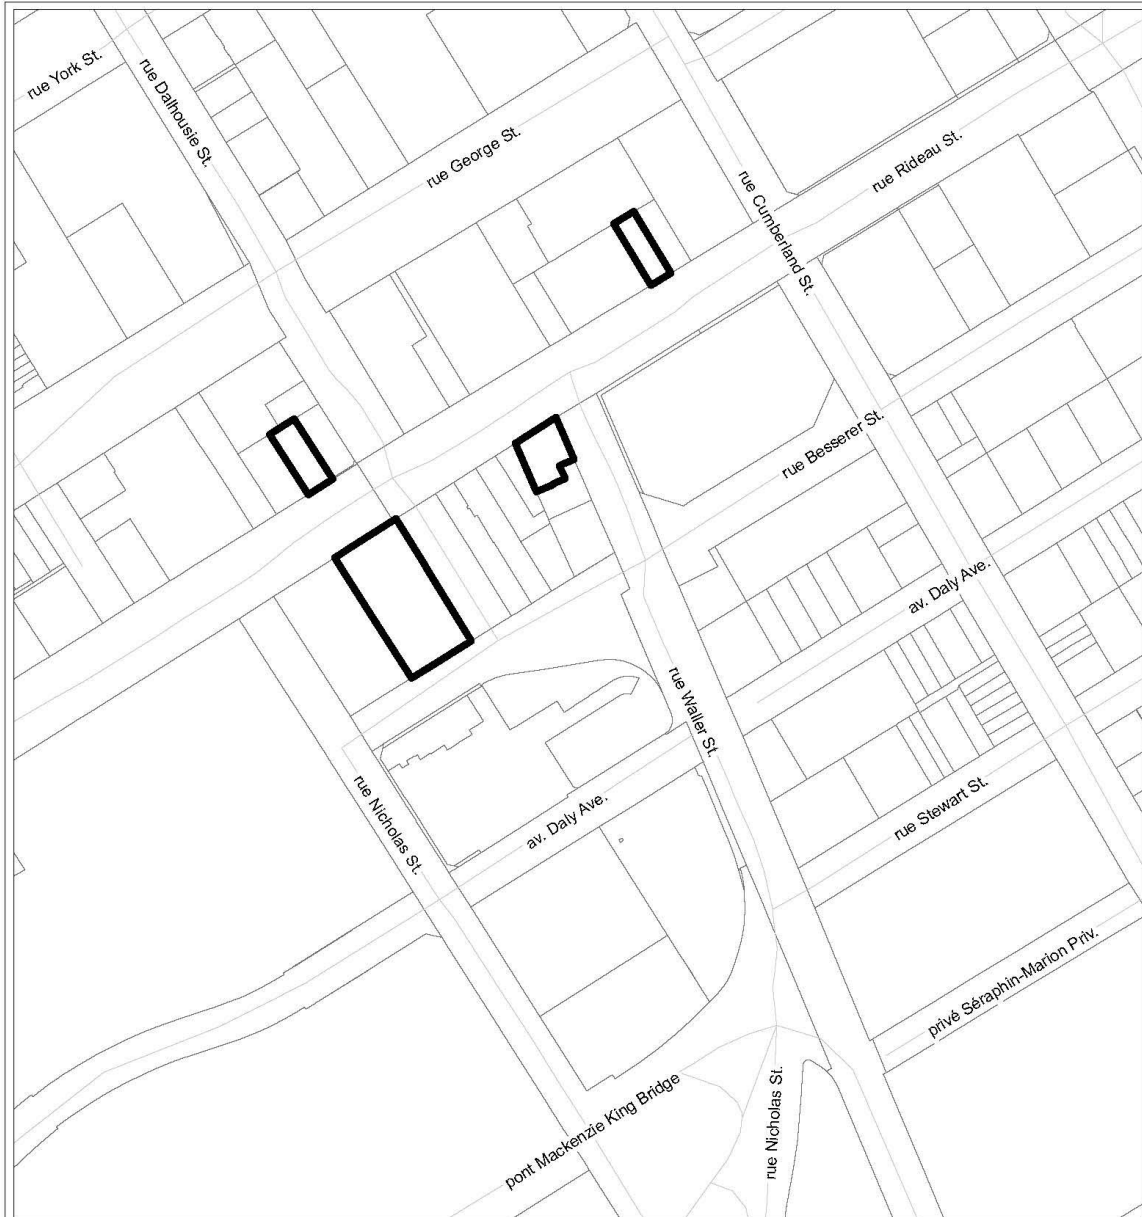 rue York St.
rue Dalhousie St.
rue George St.
rue Rideau St.
rue Cumberland St.
rue Besserer St.
av. Daly Ave.
rue Waller St.
rue Nicholas St.
av. Daly Ave.
rue Stewart St.
privé Séraphin-Marion Priv.
pont Mackenzie King Bridge
rue Nicholas St.